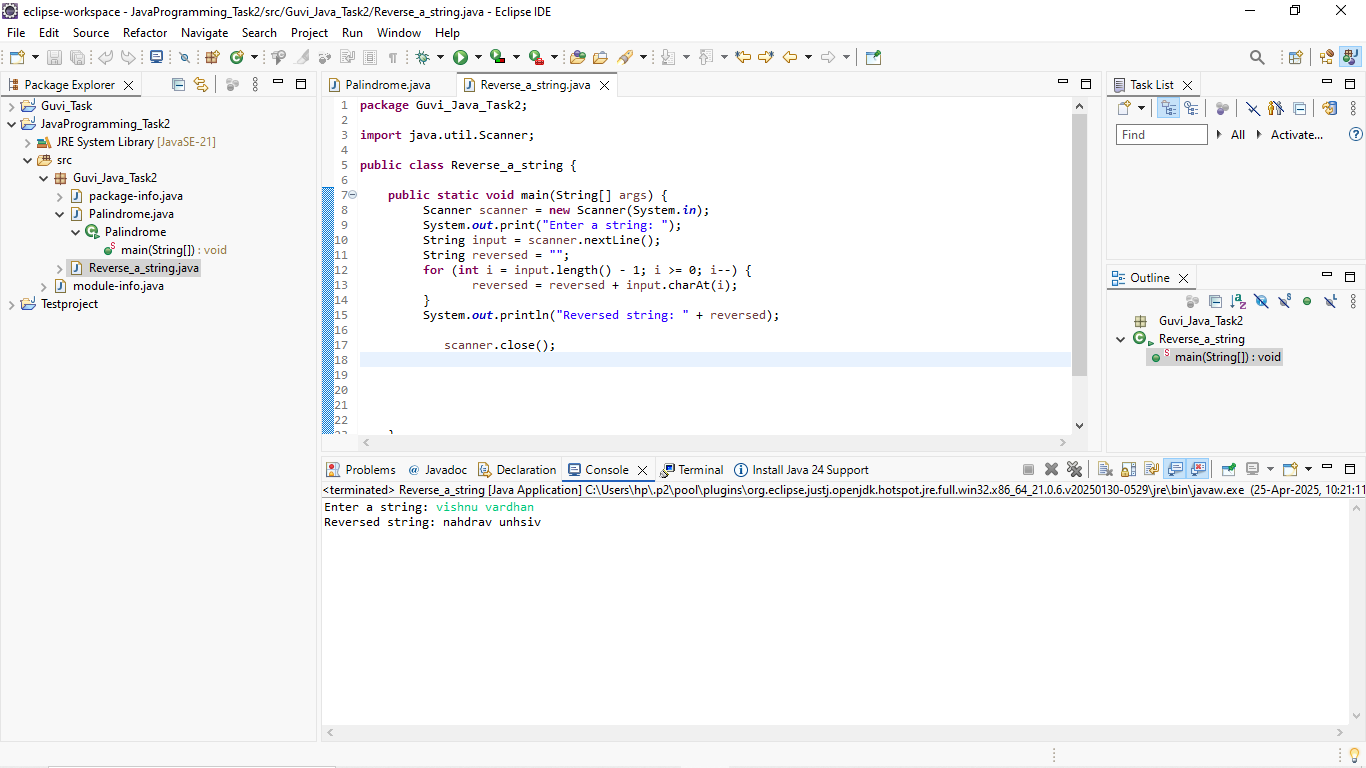 eclipse-workspace - JavaProgramming_Task2/src/Guvi_Java_Task2/Reverse_a_string.java - Eclipse IDE
File Edit Source Refactor Navigate Search Project Run Window Help
Package Explorer
Guvi_Task
JavaProgramming_Task2
JRE System Library [JavaSE-21]
src
Guvi_Java_Task2
package-info.java
Palindrome.java
Palindrome
main(String[]) : void
Reverse_a_string.java
module-info.java
Testproject
Palindrome.java Reverse_a_string.java
1 package Guvi_Java_Task2;
2
3 import java.util.Scanner;
4
5 public class Reverse_a_string {
6
7 public static void main(String[] args) {
8 Scanner scanner = new Scanner(System.in);
9 System.out.print("Enter a string: ");
10 String input = scanner.nextLine();
11 String reversed = "";
12 for (int i = input.length() - 1; i >= 0; i--) {
13 reversed = reversed + input.charAt(i);
14 }
15 System.out.println("Reversed string: " + reversed);
16
17 scanner.close();
18
19
20
21
22
Task List
Find All Activate...
Outline
Guvi_Java_Task2
Reverse_a_string
main(String[]) : void
Problems @ Javadoc Declaration Console Terminal Install Java 24 Support
<terminated> Reverse_a_string [Java Application] C:\Users\hp\.p2\pool\plugins\org.eclipse.justj.openjdk.hotspot.jre.full.win32.x86_64_21.0.6.v20250130-0529\jre\bin\javaw.exe (25-Apr-2025, 10:21:11
Enter a string: vishnu vardhan
Reversed string: nahdrav unhsiv